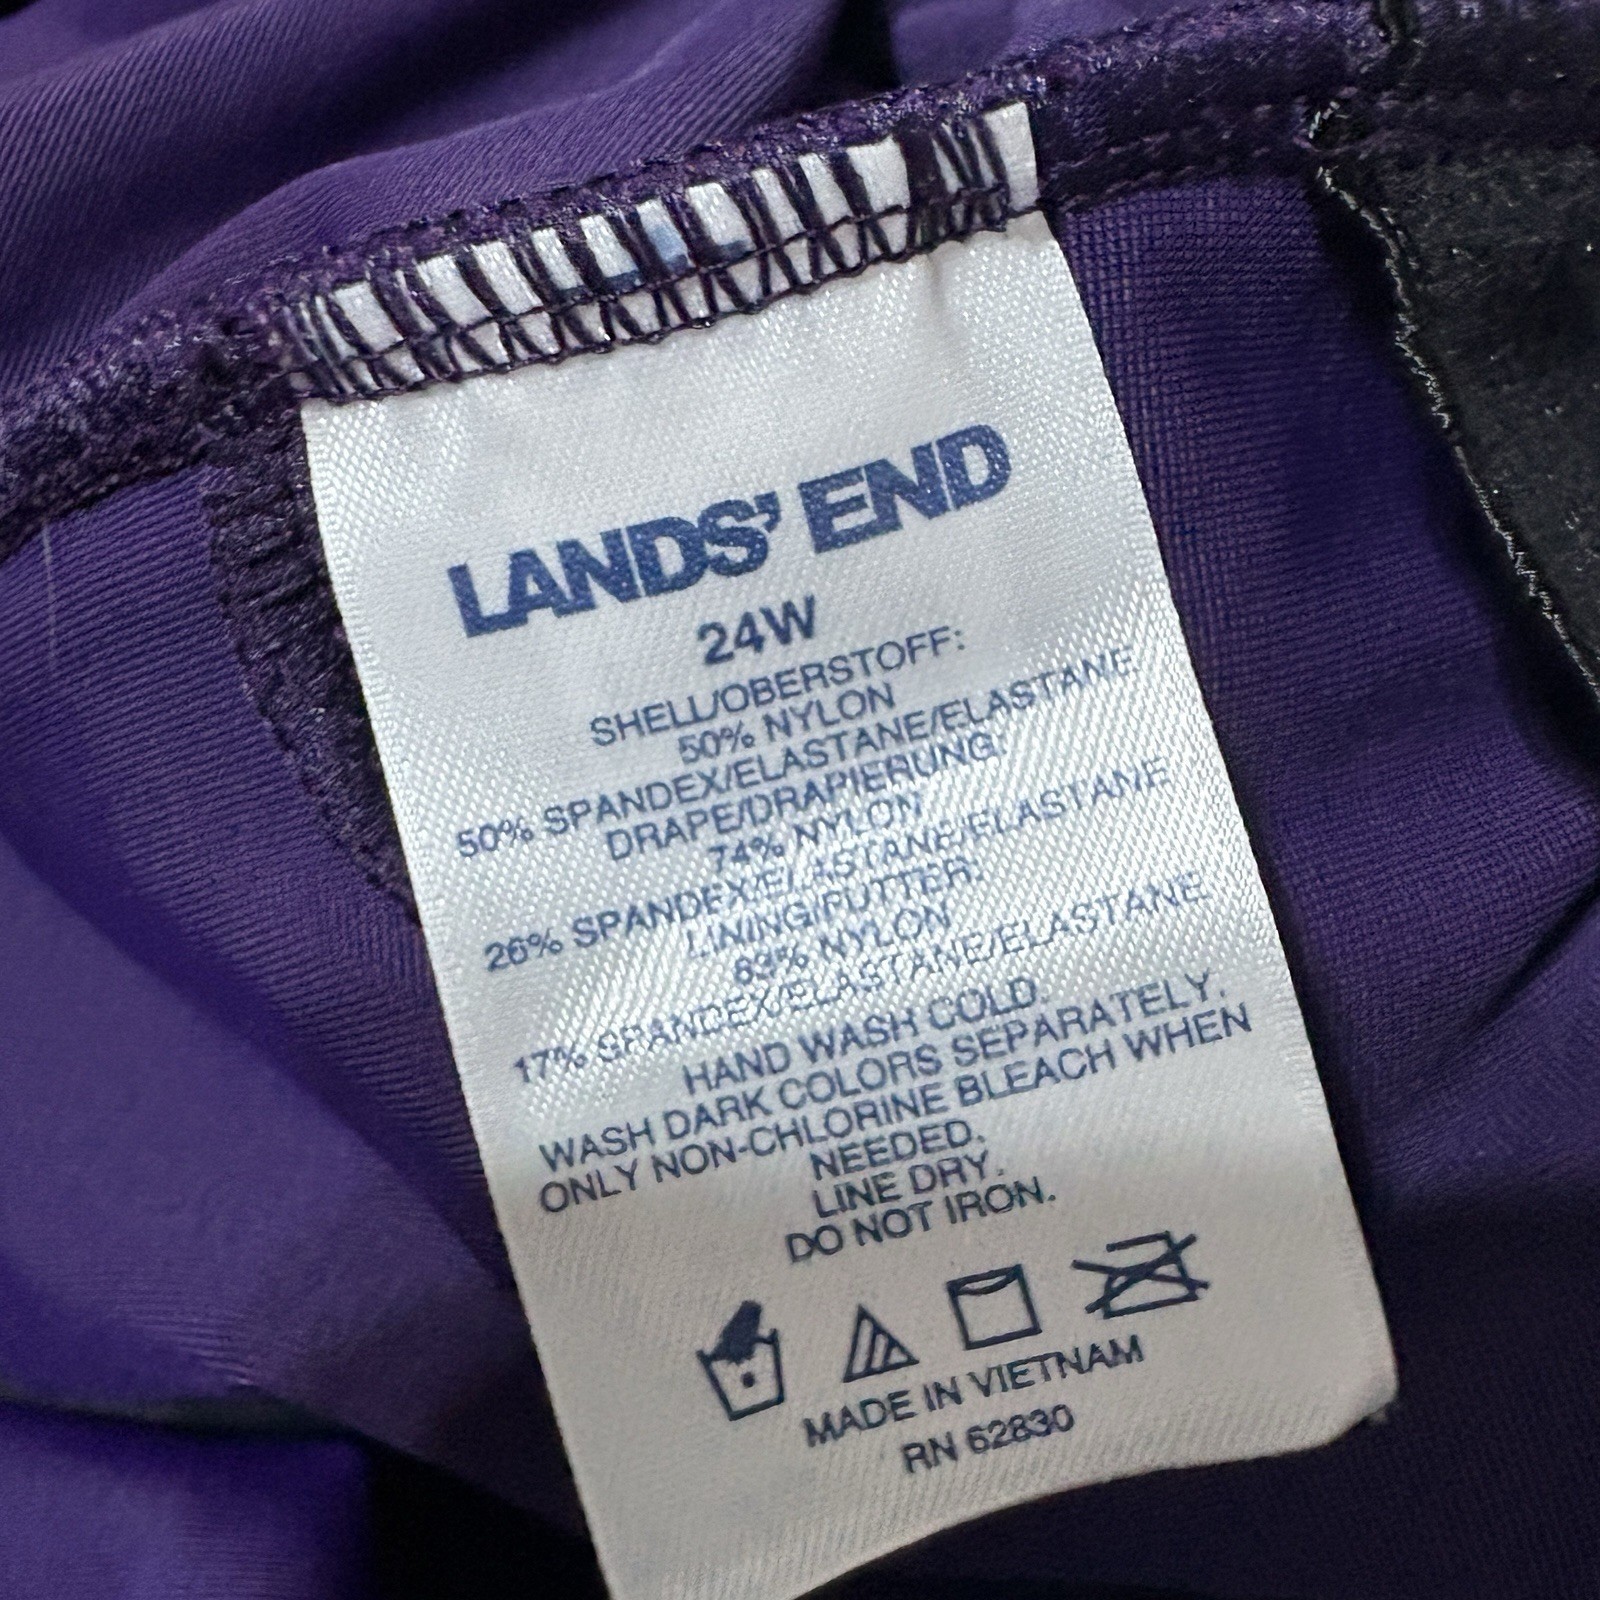 LANDS' END
24W
SHELL/OBERSTOFF:
50% NYLON
50% SPANDEX/ELASTANE/ELASTANE
DRAPE/DRAPIERUNG:
74% NYLON
26% SPANDEX/ELASTANE/ELASTANE
LINING/FUTTER:
83% NYLON
17% SPANDEX/ELASTANE/ELASTANE
HAND WASH COLD.
WASH DARK COLORS SEPARATELY.
ONLY NON-CHLORINE BLEACH WHEN
NEEDED.
LINE DRY.
DO NOT IRON.
MADE IN VIETNAM
RN 62830